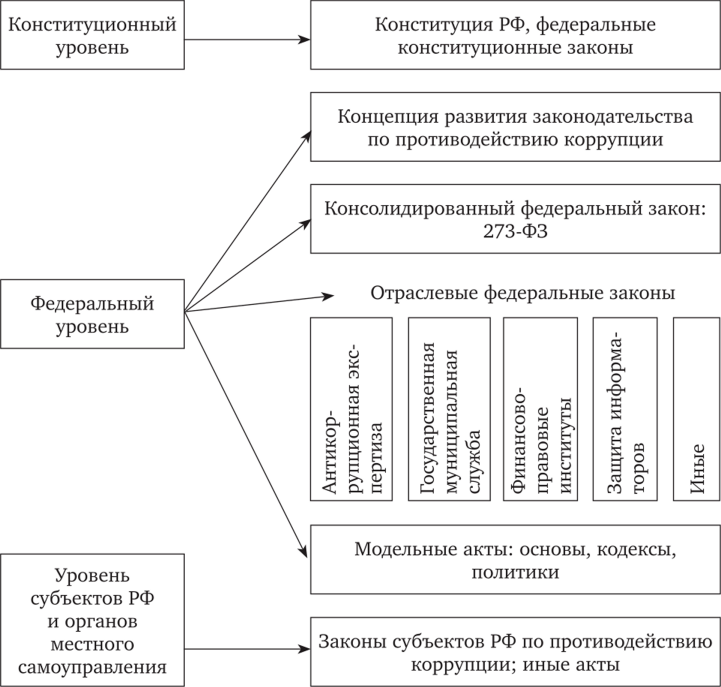 Конституционный
уровень
Конституция РФ, федеральные
конституционные законы
Концепция развития законодательства
по противодействию коррупции
Консолидированный федеральный закон:
273-ФЗ
Федеральный
уровень
Отраслевые федеральные законы
Антикор-
рупционная экс-
пертиза
Государственная
муниципальная
служба
Финансово-
правовые
институты
Защита информа-
торов
Иные
Модельные акты: основы, кодексы,
политики
Уровень
субъектов РФ
и органов
местного
самоуправления
Законы субъектов РФ по противодействию
коррупции; иные акты